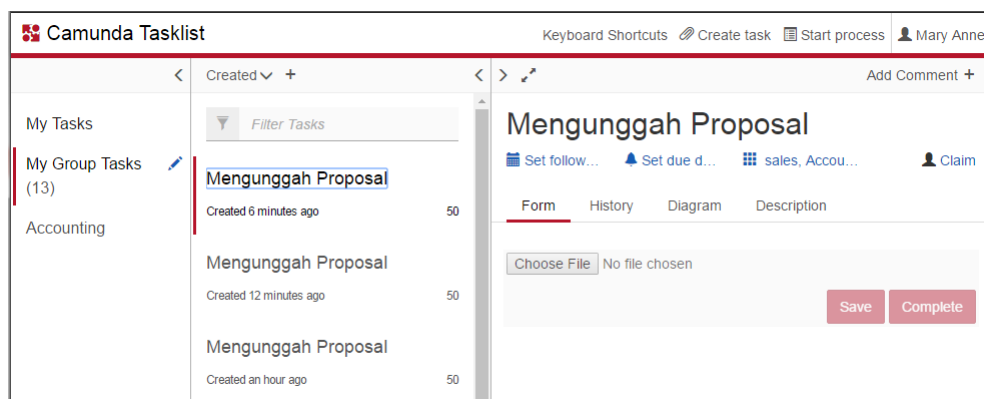 Camunda Tasklist
Keyboard Shortcuts Create task Start process Mary Anne
Created +
Add Comment +
My Tasks
My Group Tasks
(13)
Accounting
Filter Tasks
Mengunggah Proposal
Created 6 minutes ago 50
Mengunggah Proposal
Created 12 minutes ago 50
Mengunggah Proposal
Created an hour ago 50
Mengunggah Proposal
Set follow... Set due d... sales, Accou... Claim
Form History Diagram Description
Choose File No file chosen
Save Complete